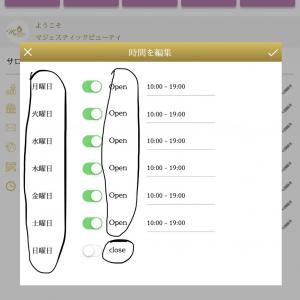 ようこそ
マジェスティックビューティ
サロ
時間を編集
月曜日 Open 10:00 - 19:00
火曜日 Open 10:00 - 19:00
水曜日 Open 10:00 - 19:00
木曜日 Open 10:00 - 19:00
金曜日 Open 10:00 - 19:00
土曜日 Open 10:00 - 19:00
日曜日 close